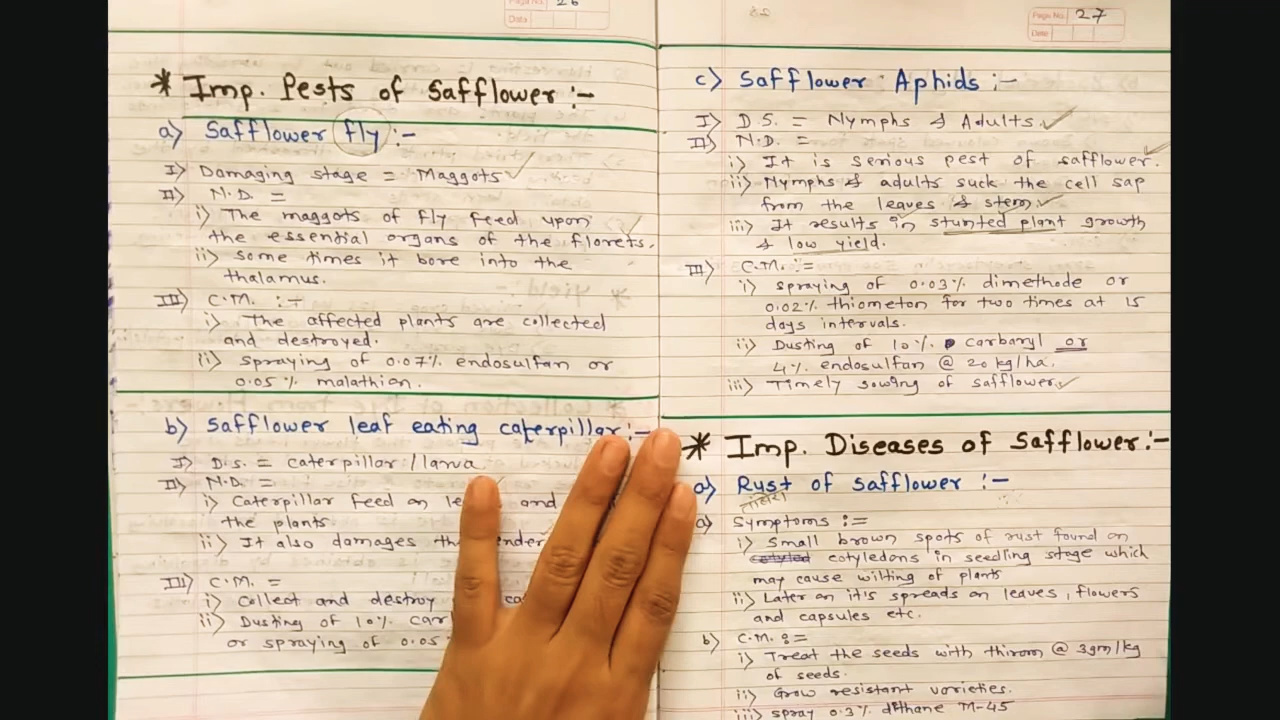 Page No. 26
Date
* Imp. Pests of Safflower :-
a) Safflower fly :-
I) Damaging stage = Maggots
II) N.D. =
i) The maggots of fly feed upon
the essential organs of the florets.
ii) some times it bore into the
thalamus.
III) C.M. :-
i) The affected plants are collected
and destroyed.
ii) spraying of 0.07% endosulfan or
0.05% malathion.
b) Safflower leaf eating caterpillar :-
I) D.S. = caterpillar / larva
II) N.D. =
i) Caterpillar feed on and
the plants
ii) It also damages
III) C.M. =
i) Collect and destroy
ii) Dusting of 10%
or spraying of 0.05
Page No. 27
Date
c) Safflower Aphids :-
I) D.S. = Nymphs & Adults.
II) N.D. =
i) It is serious pest of safflower.
ii) Nymphs & adults suck the cell sap
from the leaves & stem.
iii) It results in stunted plant growth
& low yield.
III) C.M. :=
i) spraying of 0.03% dimethode or
0.02% thiometon for two times at 15
days intervals.
ii) Dusting of 10% carbaryl or
4% endosulfan @ 20 kg/ha.
iii) Timely sowing of safflower.
* Imp. Diseases of Safflower :-
a) Rust of safflower :-
तांबेरा
a) Symptoms :=
i) Small brown spots of rust found on
cotyledons in seedling stage which
may cause wilting of plants
ii) Later on it's spreads on leaves, flowers
and capsules etc.
b) C.M. :=
i) Treat the seeds with thirom @ 3gm/kg
of seeds.
ii) Grow resistant varieties.
iii) spray 0.3% dithane M-45